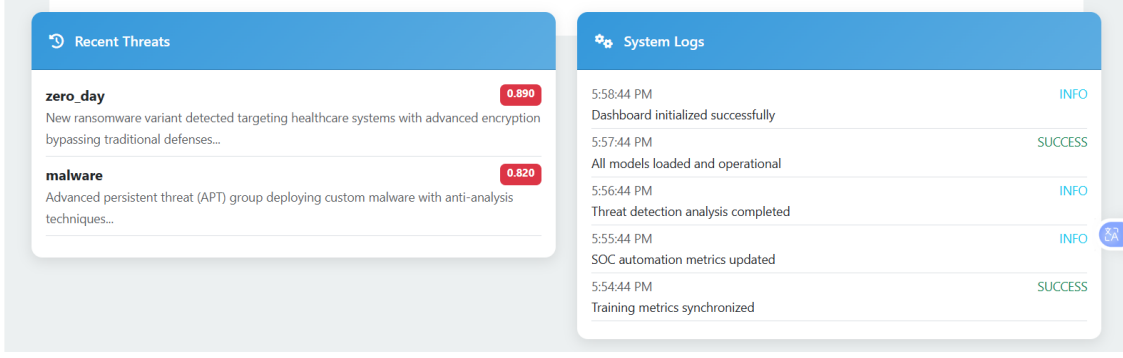 Recent Threats
zero_day
0.890
New ransomware variant detected targeting healthcare systems with advanced encryption
bypassing traditional defenses...
malware
0.820
Advanced persistent threat (APT) group deploying custom malware with anti-analysis
techniques...
System Logs
5:58:44 PM
INFO
Dashboard initialized successfully
5:57:44 PM
SUCCESS
All models loaded and operational
5:56:44 PM
INFO
Threat detection analysis completed
5:55:44 PM
INFO
SOC automation metrics updated
5:54:44 PM
SUCCESS
Training metrics synchronized